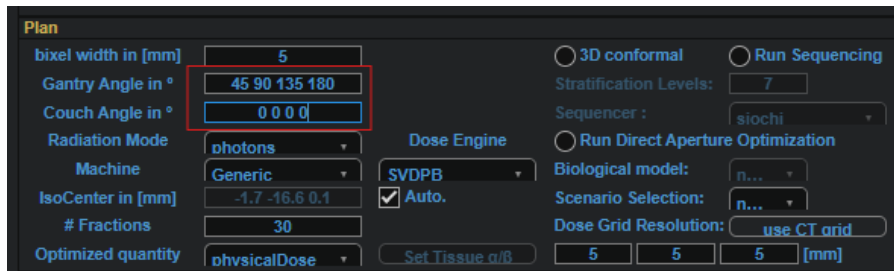 Plan
bixel width in [mm] 5 3D conformal Run Sequencing
Gantry Angle in º 45 90 135 180 Stratification Levels: 7
Couch Angle in º 0 0 0 0 Sequencer : siochi
Radiation Mode photons Dose Engine Run Direct Aperture Optimization
Machine Generic SVDPB Biological model: n...
IsoCenter in [mm] -1.7 -16.6 0.1 Auto. Scenario Selection: n...
# Fractions 30 Dose Grid Resolution: use CT grid
Optimized quantity physicalDose Set Tissue α/β 5 5 5 [mm]